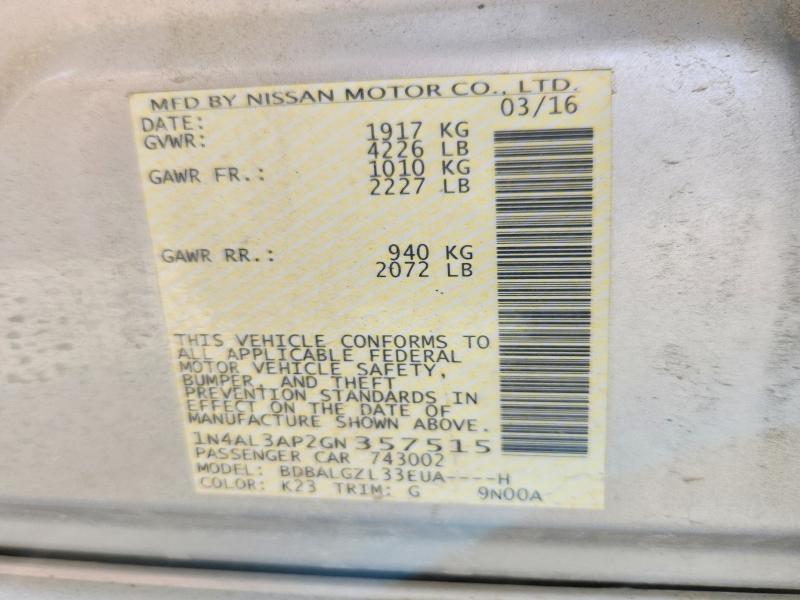 MFD BY NISSAN MOTOR CO., LTD.
DATE: 03/16
GVWR: 1917 KG
4226 LB
GAWR FR.: 1010 KG
2227 LB
GAWR RR.: 940 KG
2072 LB
THIS VEHICLE CONFORMS TO
ALL APPLICABLE FEDERAL
MOTOR VEHICLE SAFETY,
BUMPER, AND THEFT
PREVENTION STANDARDS IN
EFFECT ON THE DATE OF
MANUFACTURE SHOWN ABOVE.
1N4AL3AP2GN357515
PASSENGER CAR 743002
MODEL: BDBALGZL33EUA----H
COLOR: K23 TRIM: G 9N00A